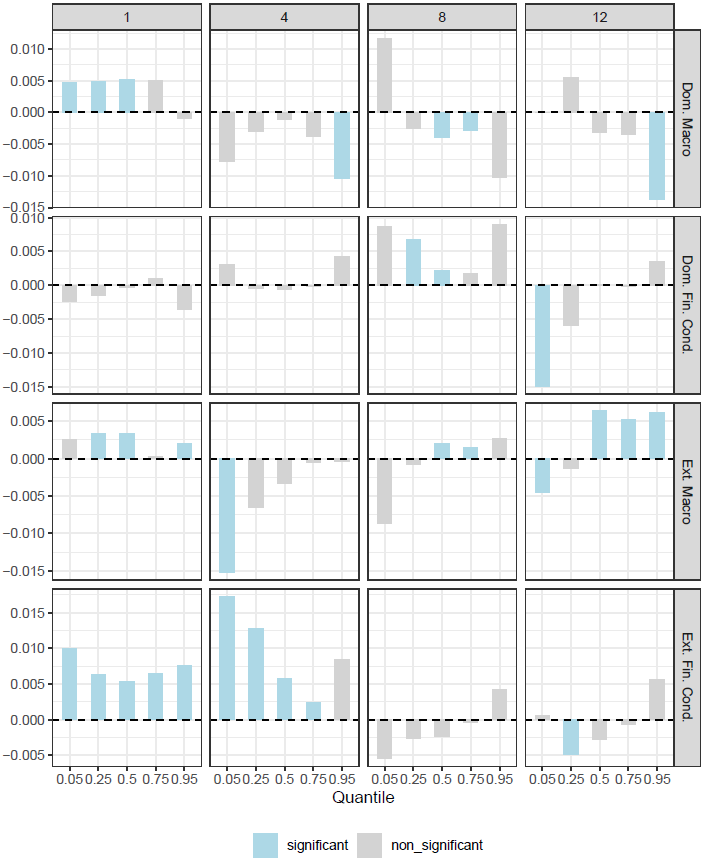 1 4 8 12
0.010
0.005
0.000
−0.005
−0.010
−0.015
Dom. Macro
0.010
0.005
0.000
−0.005
−0.010
−0.015
Dom. Fin. Cond.
0.005
0.000
−0.005
−0.010
−0.015
Ext. Macro
0.015
0.010
0.005
0.000
−0.005
Ext. Fin. Cond.
0.05 0.25 0.5 0.75 0.95 0.05 0.25 0.5 0.75 0.95 0.05 0.25 0.5 0.75 0.95 0.05 0.25 0.5 0.75 0.95
Quantile
significant non_significant